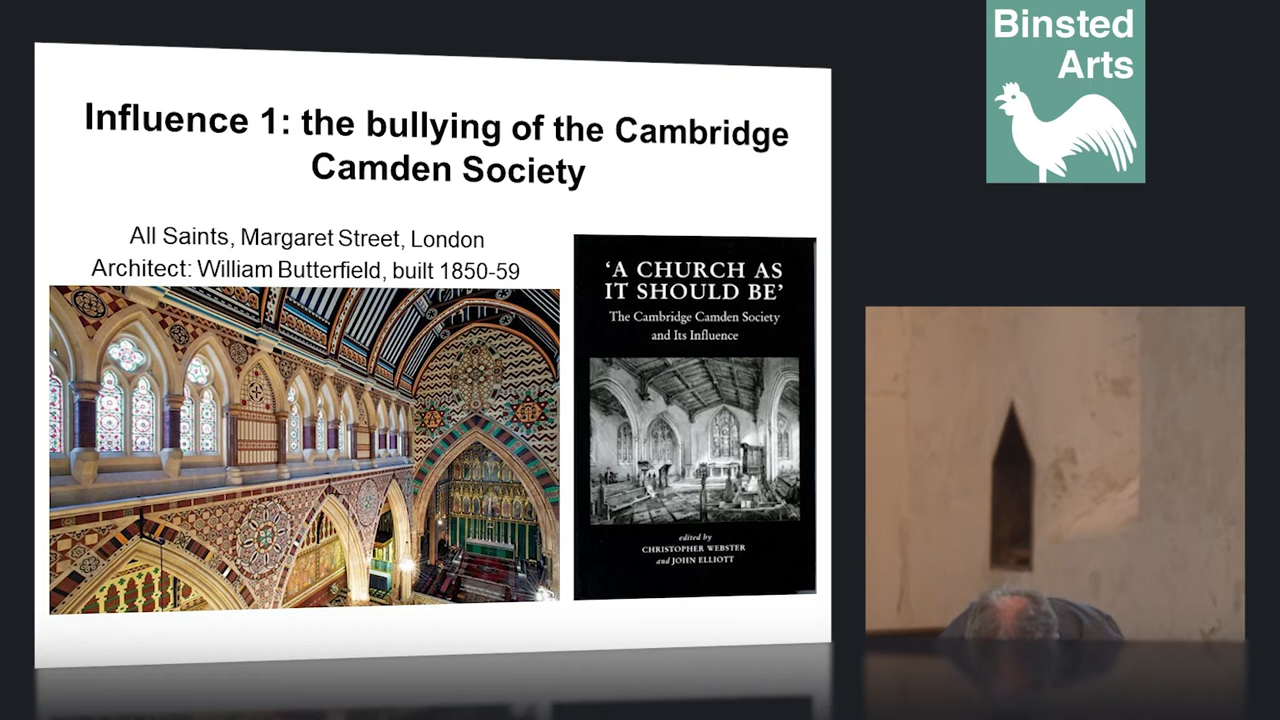 Influence 1: the bullying of the Cambridge
Camden Society
All Saints, Margaret Street, London
Architect: William Butterfield, built 1850-59
‘A CHURCH AS
IT SHOULD BE’
The Cambridge Camden Society
and Its Influence
edited by
CHRISTOPHER WEBSTER
and JOHN ELLIOTT
Binsted
Arts